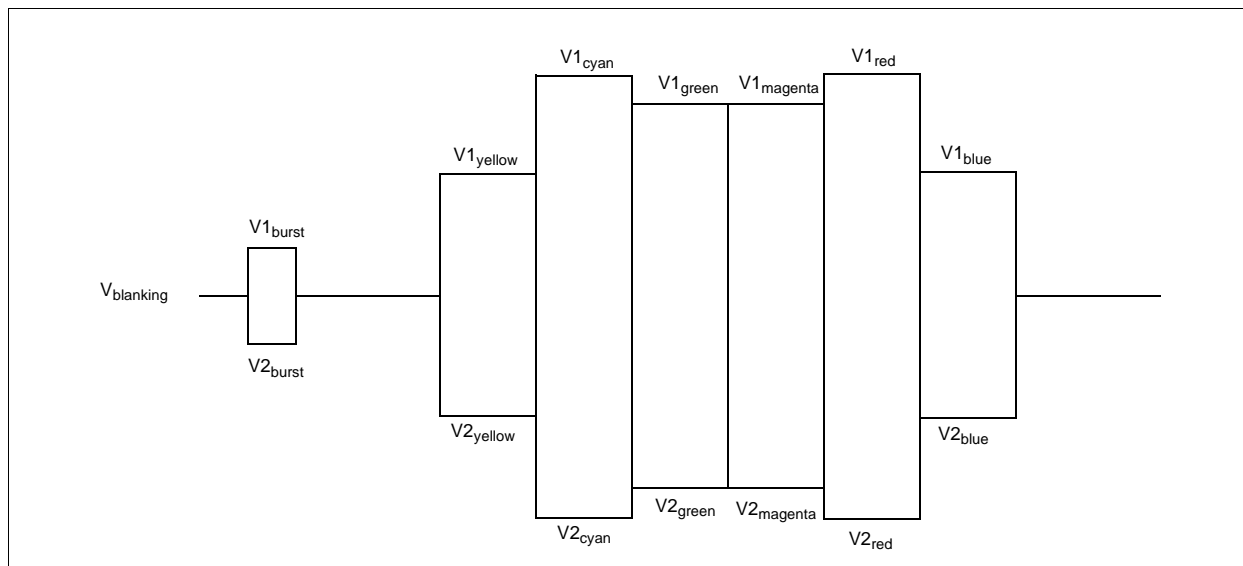 V1cyan
V1red
V1green
V1magenta
V1yellow
V1blue
V1burst
Vblanking
V2burst
V2yellow
V2blue
V2green
V2magenta
V2cyan
V2red